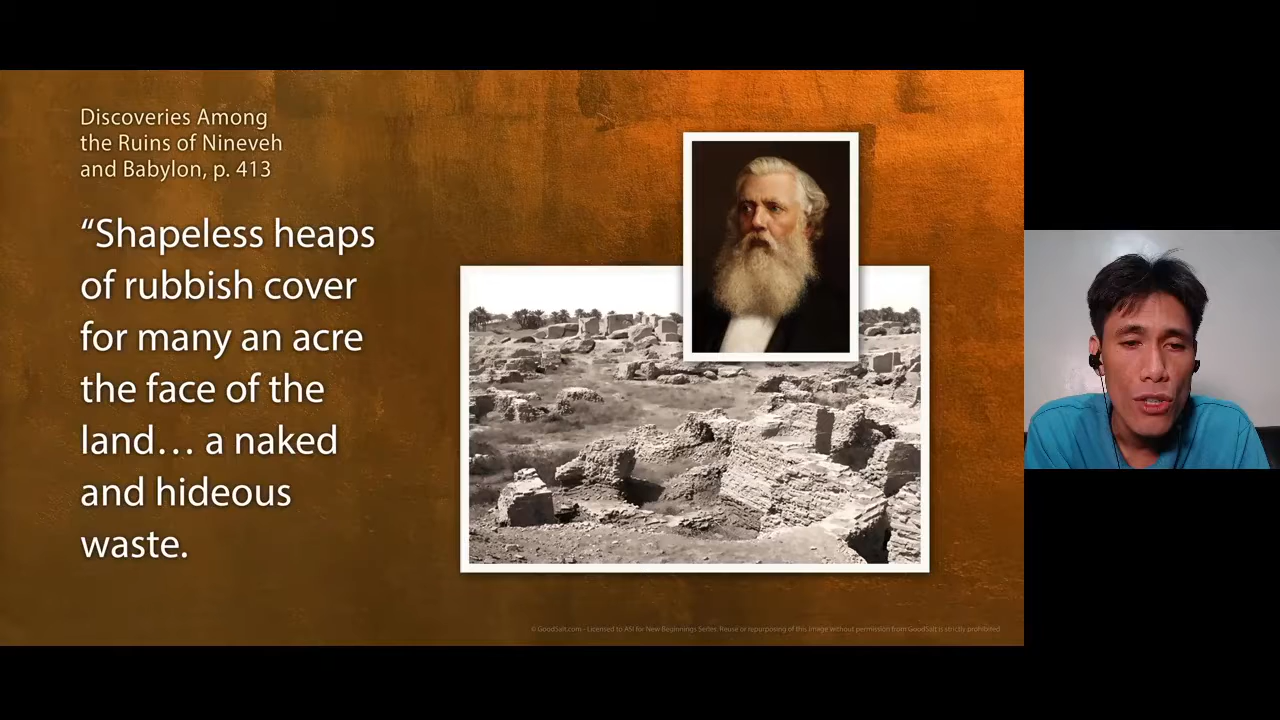 Discoveries Among
the Ruins of Nineveh
and Babylon, p. 413
“Shapeless heaps
of rubbish cover
for many an acre
the face of the
land… a naked
and hideous
waste.
© GoodSalt.com - Licensed to ASI for New Beginnings Series. Reuse or repurposing of this image without permission from GoodSalt is strictly prohibited